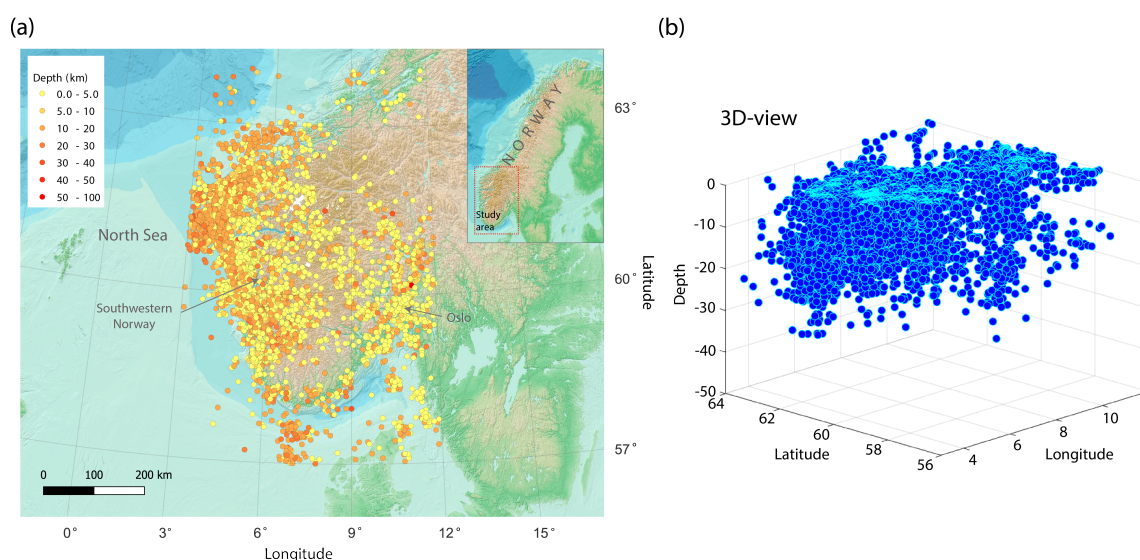 (a)
Depth (km)
0.0 - 5.0
5.0 - 10
10 - 20
20 - 30
30 - 40
40 - 50
50 - 100
North Sea
Southwestern
Norway
Oslo
0 100 200 km
NORWAY
Study
area
63°
60°
57°
Latitude
0° 3° 6° 9° 12° 15°
Longitude
(b)
3D-view
0
-10
-20
-30
-40
-50
Depth
64
62
60
58
56
Latitude
4
6
8
10
Longitude